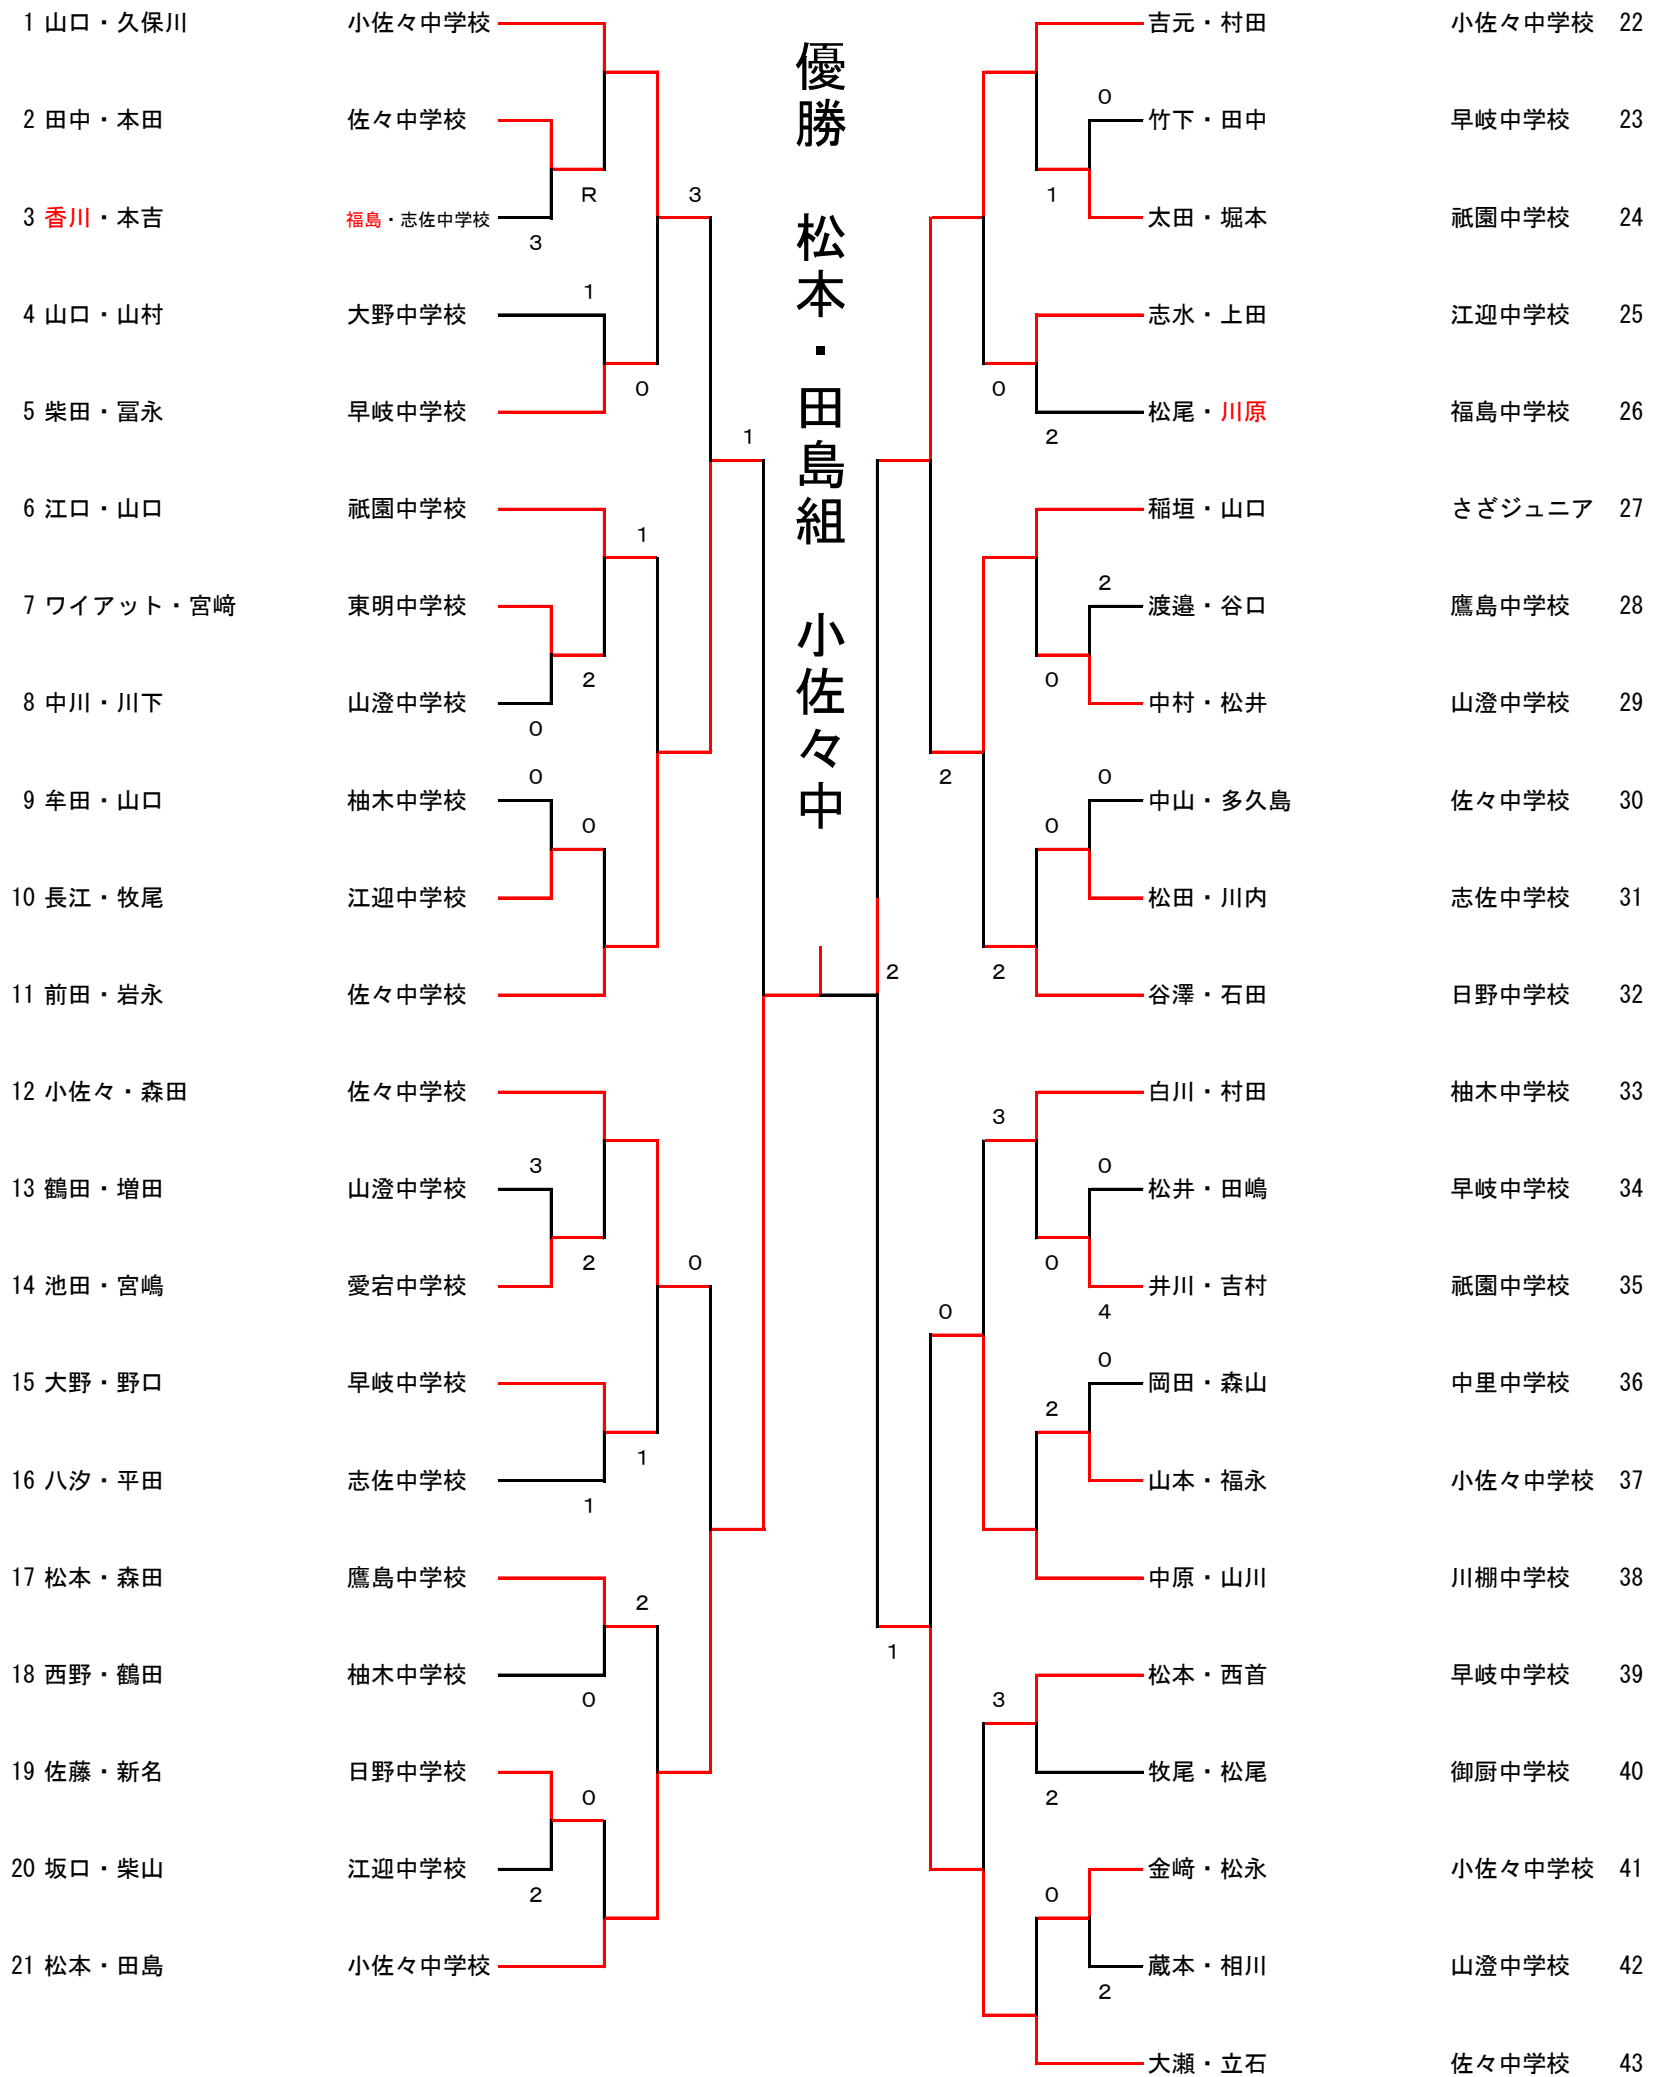 1 山口・久保川 小佐々中学校
2 田中・本田 佐々中学校
R
3
3 香川・本吉 福島・志佐中学校
3
1
4 山口・山村 大野中学校
0
5 柴田・冨永 早岐中学校
1
6 江口・山口 祇園中学校
1
7 ワイアット・宮﨑 東明中学校
2
8 中川・川下 山澄中学校
0
0
9 牟田・山口 柚木中学校
0
10 長江・牧尾 江迎中学校
11 前田・岩永 佐々中学校
12 小佐々・森田 佐々中学校
3
13 鶴田・増田 山澄中学校
2
0
14 池田・宮嶋 愛宕中学校
15 大野・野口 早岐中学校
1
16 八汐・平田 志佐中学校
1
17 松本・森田 鷹島中学校
2
18 西野・鶴田 柚木中学校
0
19 佐藤・新名 日野中学校
0
20 坂口・柴山 江迎中学校
2
21 松本・田島 小佐々中学校
優勝 松本・田島組 小佐々中
2
吉元・村田 小佐々中学校 22
0
竹下・田中 早岐中学校 23
1
太田・堀本 祇園中学校 24
志水・上田 江迎中学校 25
0
松尾・川原 福島中学校 26
2
稲垣・山口 さざジュニア 27
2
渡邉・谷口 鷹島中学校 28
0
中村・松井 山澄中学校 29
2
0
中山・多久島 佐々中学校 30
0
松田・川内 志佐中学校 31
2
谷澤・石田 日野中学校 32
白川・村田 柚木中学校 33
3
0
松井・田嶋 早岐中学校 34
0
井川・吉村 祇園中学校 35
0
4
0
岡田・森山 中里中学校 36
2
山本・福永 小佐々中学校 37
中原・山川 川棚中学校 38
1
松本・西首 早岐中学校 39
3
牧尾・松尾 御厨中学校 40
2
金﨑・松永 小佐々中学校 41
0
蔵本・相川 山澄中学校 42
2
大瀬・立石 佐々中学校 43